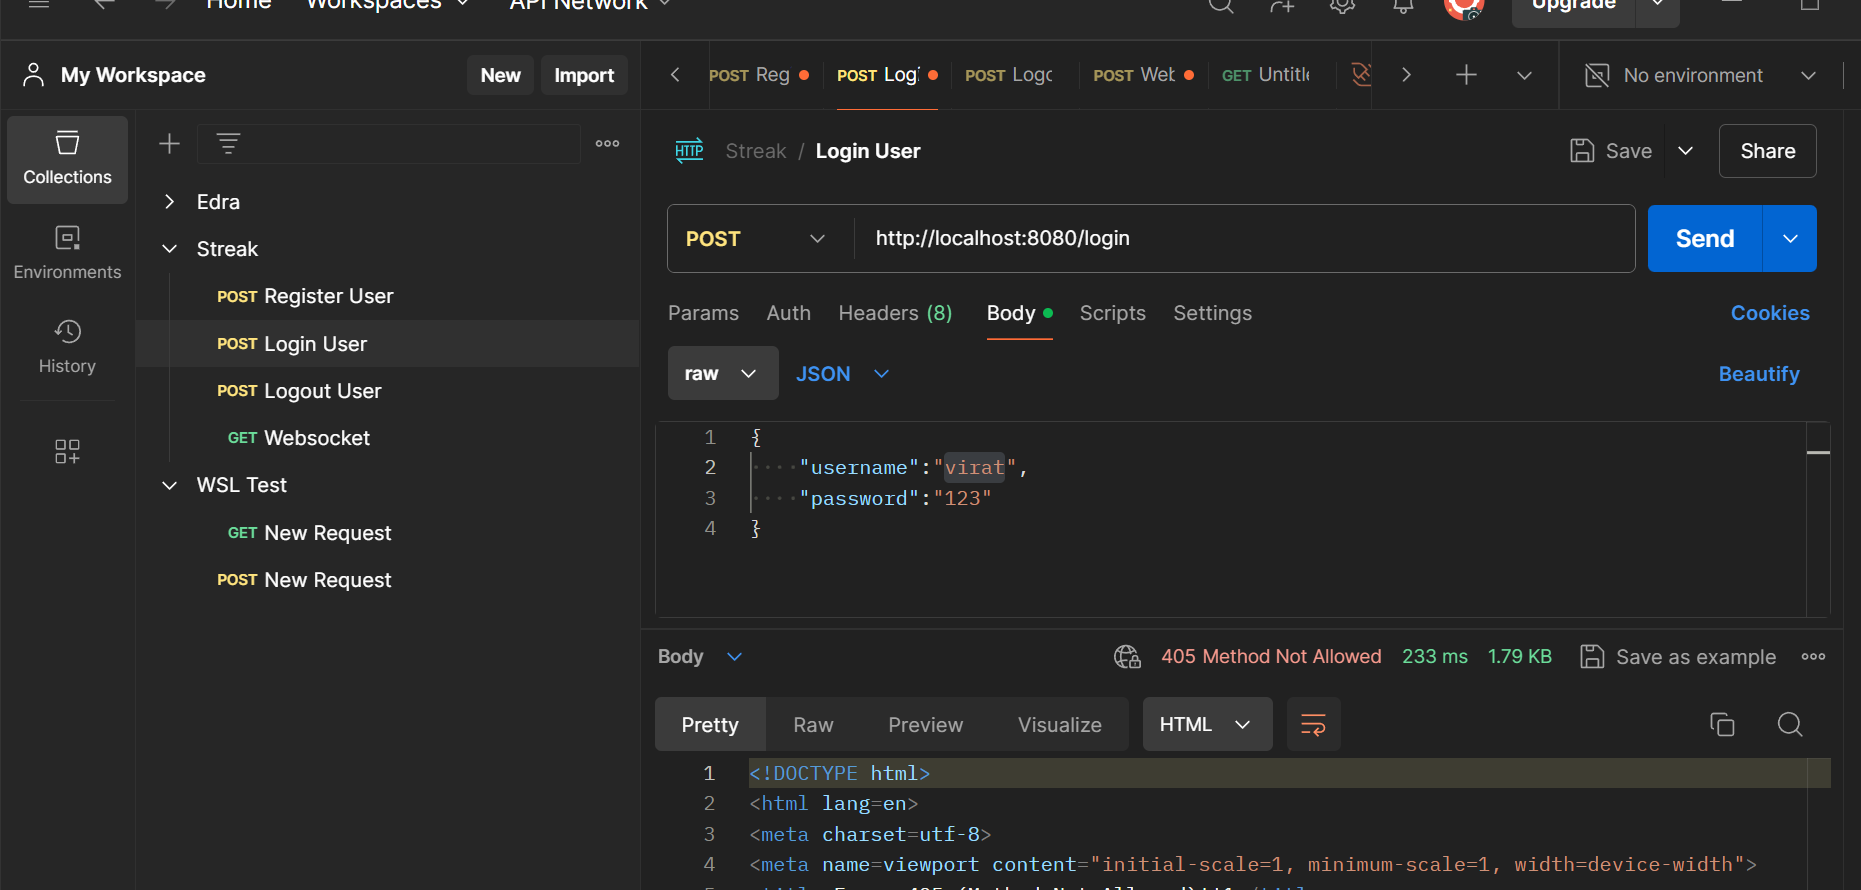 Home Workspaces API Network Upgrade
My Workspace New Import
POST Reg POST Logi POST Logo POST Web GET Untitle No environment
Collections
Environments
History
Edra
Streak
POST Register User
POST Login User
POST Logout User
GET Websocket
WSL Test
GET New Request
POST New Request
HTTP Streak / Login User Save Share
POST http://localhost:8080/login Send
Params Auth Headers (8) Body Scripts Settings Cookies
raw JSON Beautify
1 {
2 ····"username":"virat",
3 ····"password":"123"
4 }
Body 405 Method Not Allowed 233 ms 1.79 KB Save as example
Pretty Raw Preview Visualize HTML
1 <!DOCTYPE html>
2 <html lang=en>
3 <meta charset=utf-8>
4 <meta name=viewport content="initial-scale=1, minimum-scale=1, width=device-width">